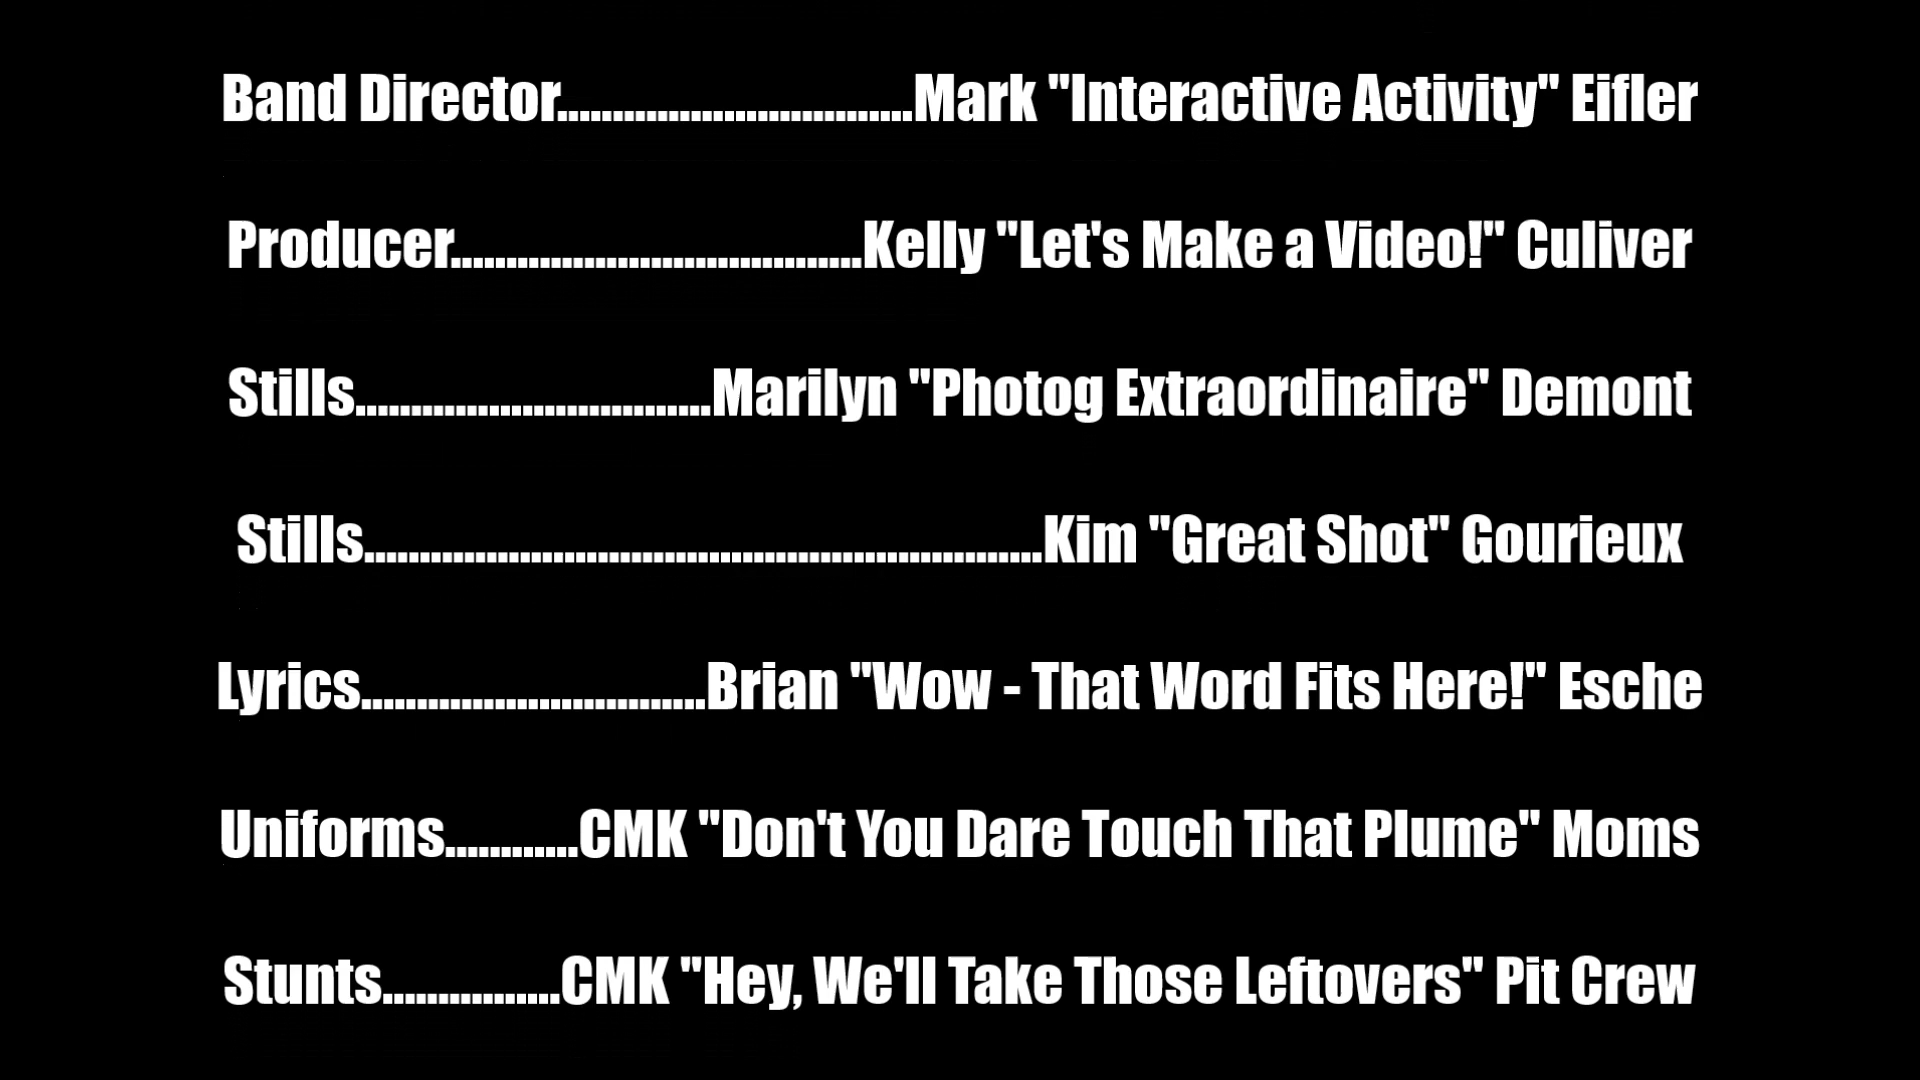 Band Director................................Mark "Interactive Activity" Eifler
Producer.....................................Kelly "Let's Make a Video!" Culiver
Stills................................Marilyn "Photog Extraordinaire" Demont
Stills.............................................................Kim "Great Shot" Gourieux
Lyrics...............................Brian "Wow - That Word Fits Here!" Esche
Uniforms............CMK "Don't You Dare Touch That Plume" Moms
Stunts................CMK "Hey, We'll Take Those Leftovers" Pit Crew